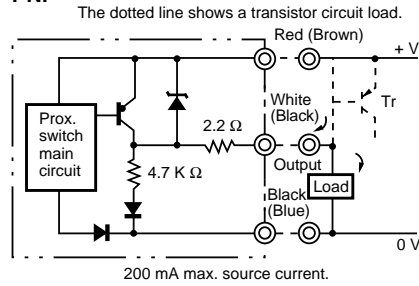 The dotted line shows a transistor circuit load.
Red (Brown)
+ V
White
(Black)
Tr
Prox.
switch
main
circuit
2.2 Ω
Output
4.7 K Ω
Load
Black
(Blue)
0 V
200 mA max. source current.